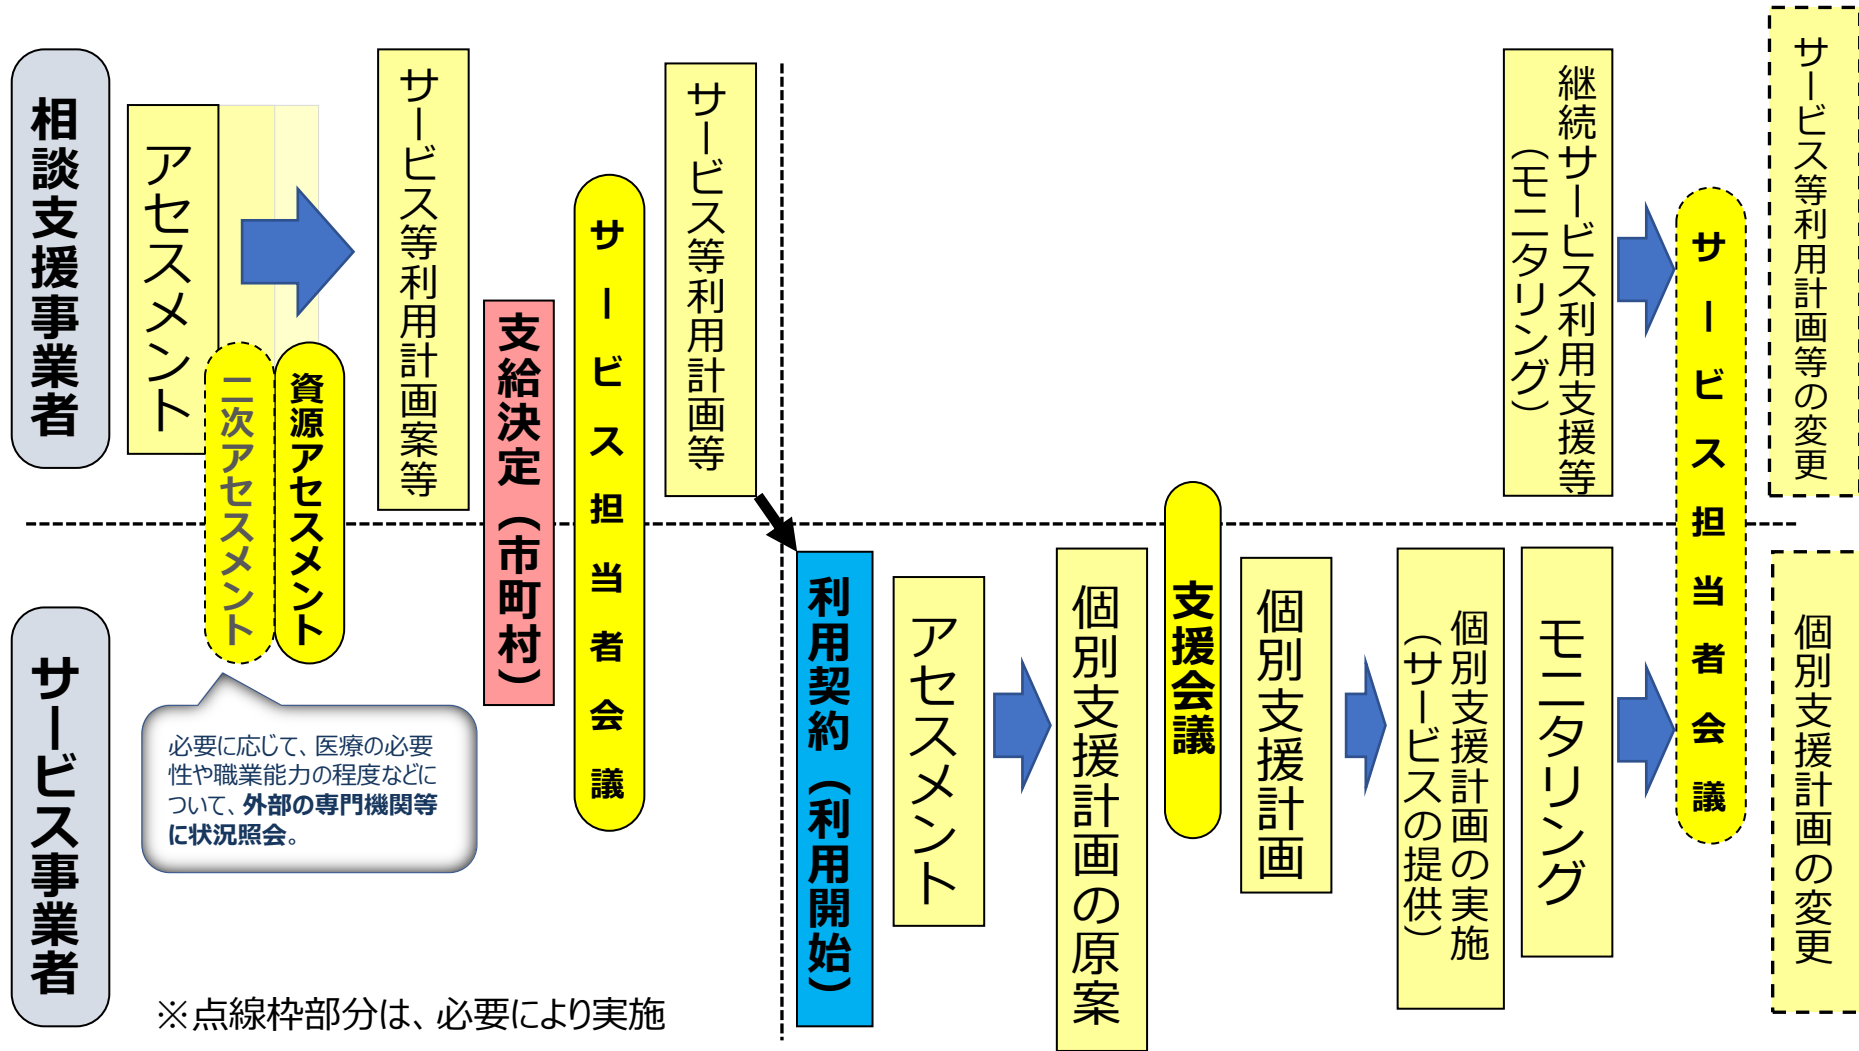 相談支援事業者
アセスメント
二次アセスメント
資源アセスメント
サービス等利用計画案等
支給決定（市町村）
サービス担当者会議
サービス等利用計画等
継続サービス利用支援等
（モニタリング）
サービス担当者会議
サービス等利用計画等の変更
サービス事業者
必要に応じて、医療の必要
性や職業能力の程度などに
ついて、外部の専門機関等
に状況照会。
利用契約（利用開始）
アセスメント
個別支援計画の原案
支援会議
個別支援計画
個別支援計画の実施
（サービスの提供）
モニタリング
個別支援計画の変更
※点線枠部分は、必要により実施